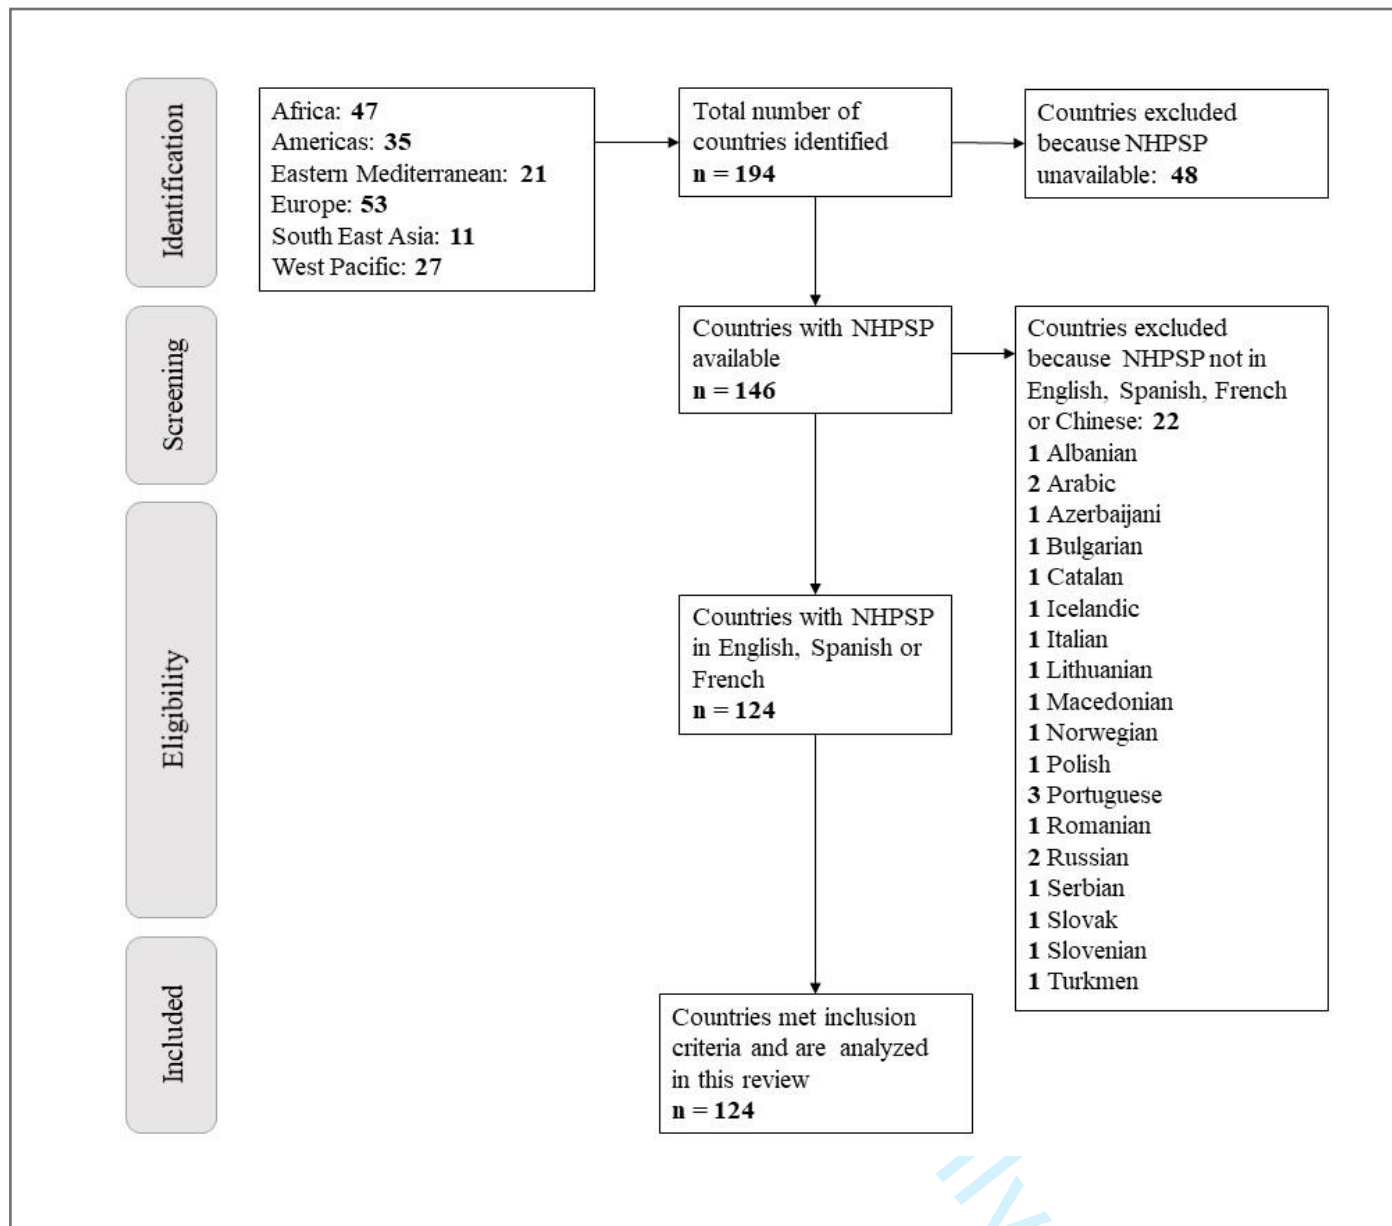 Identification
Africa: 47
Americas: 35
Eastern Mediterranean: 21
Europe: 53
South East Asia: 11
West Pacific: 27
Total number of
countries identified
n = 194
Countries excluded
because NHPSP
unavailable: 48
Screening
Countries with NHPSP
available
n = 146
Countries excluded
because NHPSP not in
English, Spanish, French
or Chinese: 22
1 Albanian
2 Arabic
1 Azerbaijani
1 Bulgarian
1 Catalan
1 Icelandic
1 Italian
1 Lithuanian
1 Macedonian
1 Norwegian
1 Polish
3 Portuguese
1 Romanian
2 Russian
1 Serbian
1 Slovak
1 Slovenian
1 Turkmen
Eligibility
Countries with NHPSP
in English, Spanish or
French
n = 124
Included
Countries met inclusion
criteria and are analyzed
in this review
n = 124